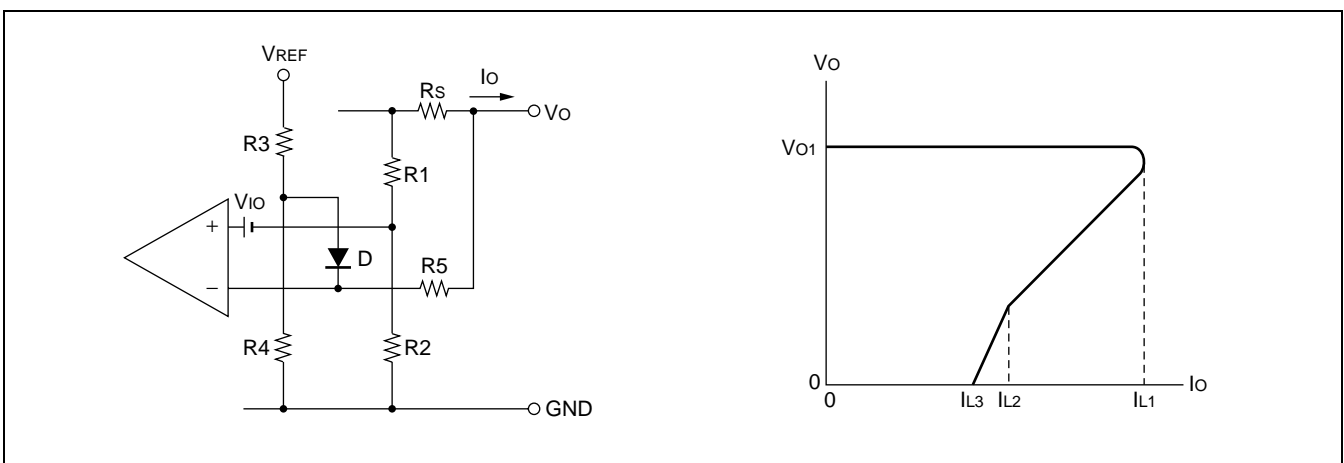 VREF
R3
VIO
+
−
D
R4
RS
IO
VO
R1
R5
R2
GND
VO
VO1
0
0
IL3
IL2
IL1
IO